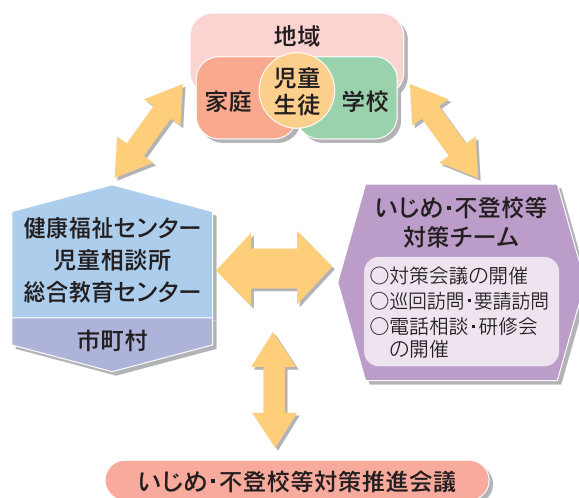 地域
家庭
児童
生徒
学校
健康福祉センター
児童相談所
総合教育センター
市町村
いじめ・不登校等
対策チーム
○対策会議の開催
○巡回訪問・要請訪問
○電話相談・研修会
の開催
いじめ・不登校等対策推進会議